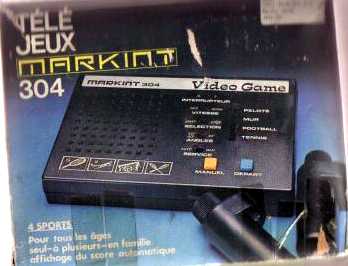 TÉLÉ
JEUX
MARKINT
304
MARKINT 304
Video Game
INTERRUPTEUR
VITESSE
SELECTION
ANGLES
SERVICE
PELOTE
MUR
FOOTBALL
TENNIS
MANUEL
DEPART
4 SPORTS
Pour tous les âges
seul-à plusieurs-en famille
affichage du score automatique